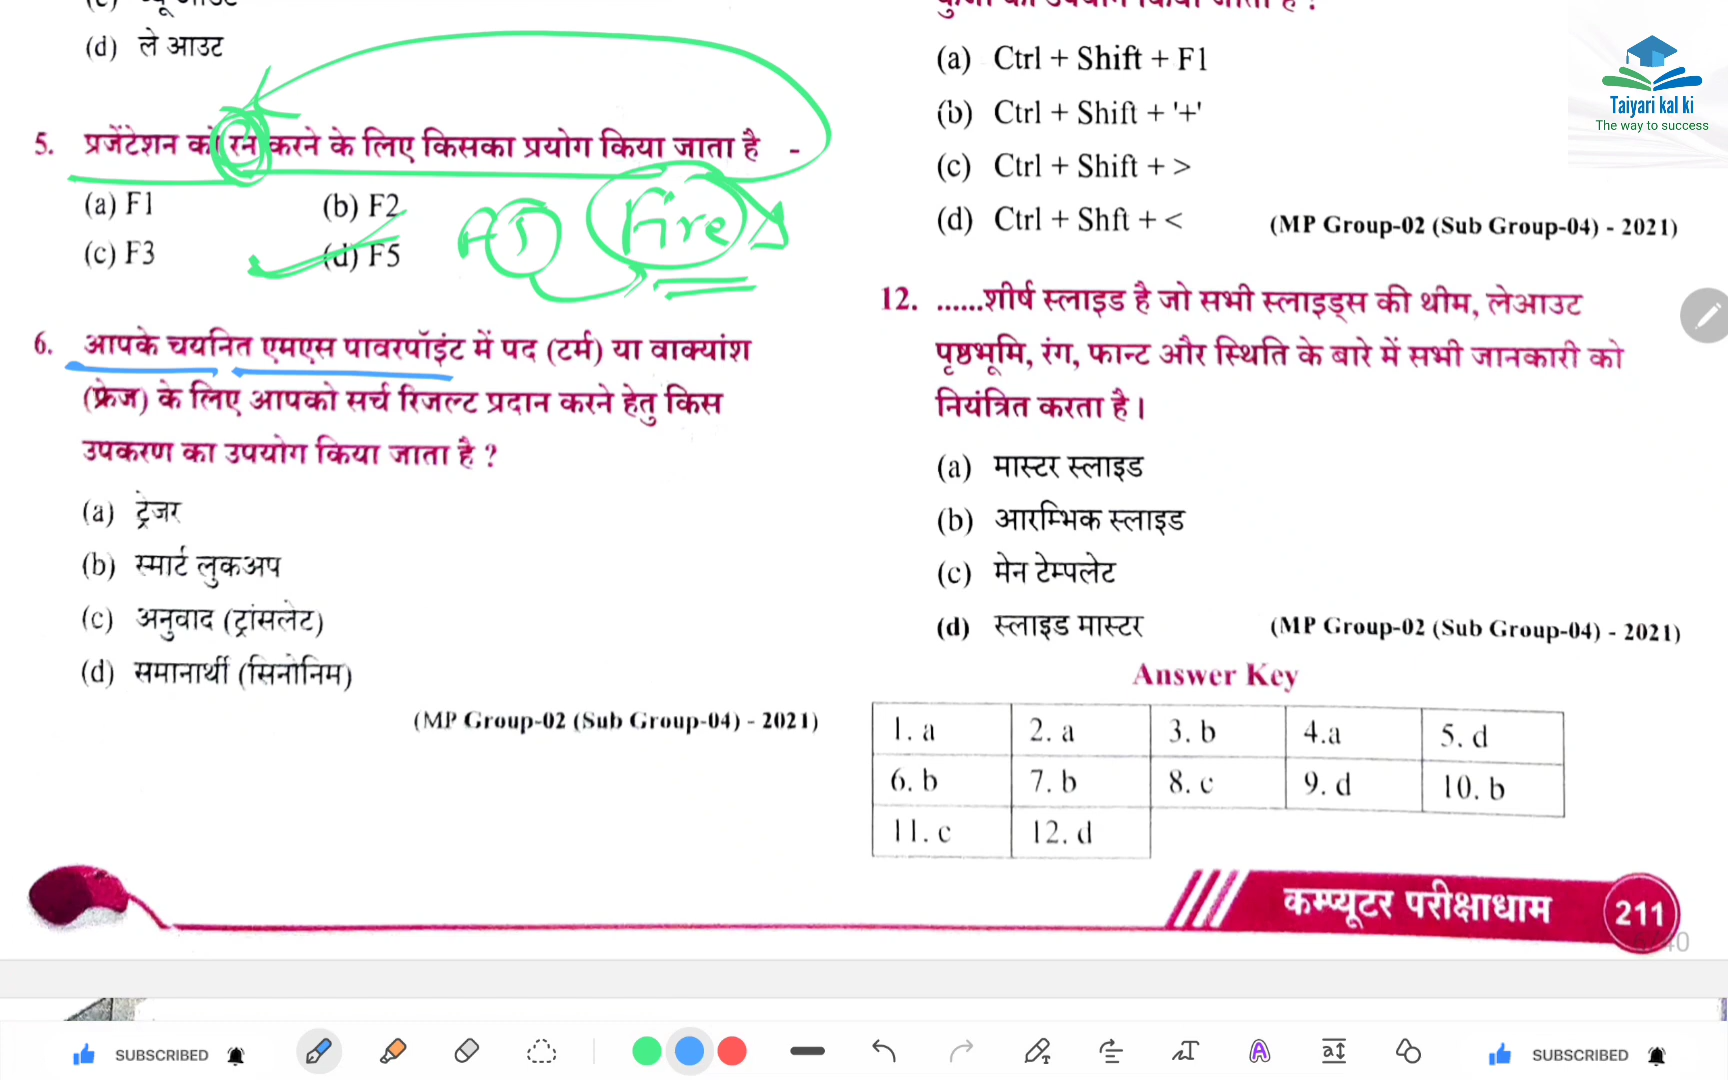 (d) ले आउट
5. प्रजेंटेशन को रन करने के लिए किसका प्रयोग किया जाता है -
(a) F1 (b) F2
(c) F3 (d) F5
F5 Fire
6. आपके चयनित एमएस पावरपॉइंट में पद (टर्म) या वाक्यांश
(फ्रेज) के लिए आपको सर्च रिजल्ट प्रदान करने हेतु किस
उपकरण का उपयोग किया जाता है ?
(a) ट्रेजर
(b) स्मार्ट लुकअप
(c) अनुवाद (ट्रांसलेट)
(d) समानार्थी (सिनोनिम)
(MP Group-02 (Sub Group-04) - 2021)
(a) Ctrl + Shift + F1
(b) Ctrl + Shift + '+'
(c) Ctrl + Shift + >
(d) Ctrl + Shft + < (MP Group-02 (Sub Group-04) - 2021)
12. ......शीर्ष स्लाइड है जो सभी स्लाइड्स की थीम, लेआउट
पृष्ठभूमि, रंग, फान्ट और स्थिति के बारे में सभी जानकारी को
नियंत्रित करता है।
(a) मास्टर स्लाइड
(b) आरम्भिक स्लाइड
(c) मेन टेम्पलेट
(d) स्लाइड मास्टर (MP Group-02 (Sub Group-04) - 2021)
Answer Key
1. a 2. a 3. b 4.a 5. d
6. b 7. b 8. c 9. d 10. b
11. c 12. d
कम्प्यूटर परीक्षाधाम 211
Taiyari kal ki
The way to success
SUBSCRIBED SUBSCRIBED